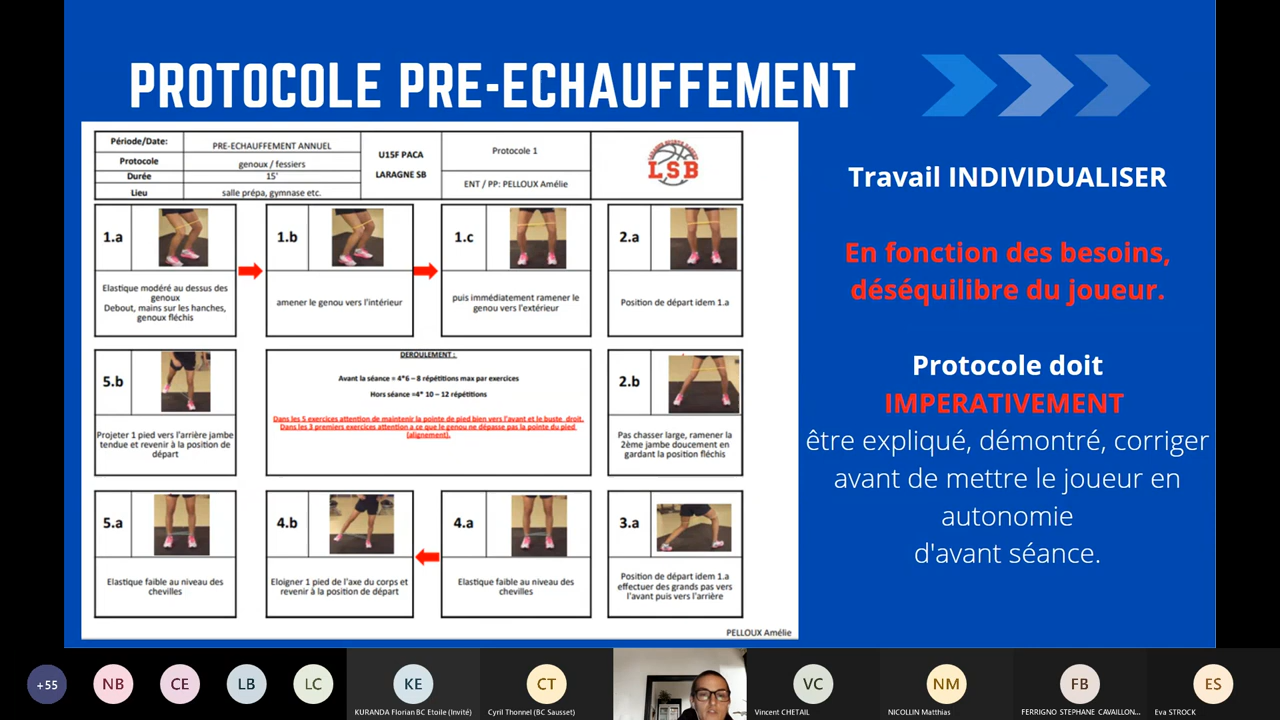 PROTOCOLE PRE-ECHAUFFEMENT
Période/Date:
PRE-ECHAUFFEMENT ANNUEL
Protocole
genoux / fessiers
Durée
15'
Lieu
salle prépa, gymnase etc.
U15F PACA
LARAGNE SB
Protocole 1
ENT / PP: PELLOUX Amélie
LSB
1.a
Elastique modéré au dessus des
genoux
Debout, mains sur les hanches,
genoux fléchis
1.b
amener le genou vers l'intérieur
1.c
puis immédiatement ramener le
genou vers l'extérieur
2.a
Position de départ idem 1.a
5.b
Projeter 1 pied vers l'arrière jambe
tendue et revenir à la position de
départ
DEROULEMENT :
Avant la séance = 4*6 – 8 répétitions max par exercices
Hors séance =4* 10 – 12 répétitions
Dans les 5 exercices attention de maintenir la pointe de pied bien vers l'avant et le buste droit.
Dans les 3 premiers exercices attention a ce que le genou ne dépasse pas la pointe du pied
(alignement).
2.b
Pas chasser large, ramener la
2ème jambe doucement en
gardant la position fléchis
5.a
Elastique faible au niveau des
chevilles
4.b
Eloigner 1 pied de l'axe du corps et
revenir à la position de départ
4.a
Elastique faible au niveau des
chevilles
3.a
Position de départ idem 1.a
effectuer des grands pas vers
l'avant puis vers l'arrière
PELLOUX Amélie
Travail INDIVIDUALISER
En fonction des besoins,
déséquilibre du joueur.
Protocole doit
IMPERATIVEMENT
être expliqué, démontré, corriger
avant de mettre le joueur en
autonomie
d'avant séance.
+55
NB
CE
LB
LC
KE
KURANDA Florian BC Etoile (Invité)
CT
Cyril Thonnel (BC Sausset)
VC
Vincent CHETAIL
NM
NICOLLIN Matthias
FB
FERRIGNO STEPHANE CAVAILLON...
ES
Eva STROCK